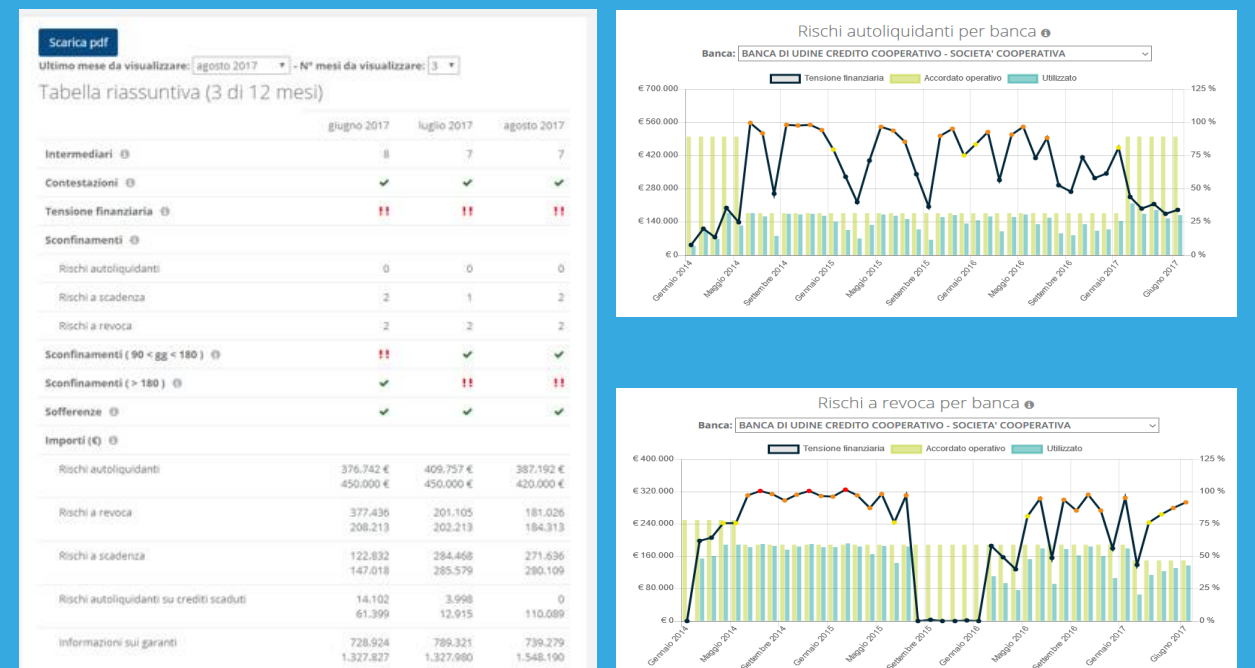 Scarica pdf
Ultimo mese da visualizzare: agosto 2017 - N° mesi da visualizzare: 3
Tabella riassuntiva (3 di 12 mesi)
giugno 2017 luglio 2017 agosto 2017
Intermediari 8 7 7
Contestazioni
Tensione finanziaria !! !! !!
Sconfinamenti
Rischi autoliquidanti 0 0 0
Rischi a scadenza 2 1 2
Rischi a revoca 2 2 2
Sconfinamenti ( 90 < gg < 180 ) !!
Sconfinamenti ( > 180 ) !! !!
Sofferenze
Importi (€)
Rischi autoliquidanti 376.742 € 409.757 € 387.192 €
450.000 € 450.000 € 420.000 €
Rischi a revoca 377.436 201.105 181.026
208.213 202.213 184.313
Rischi a scadenza 122.832 284.468 271.636
147.018 285.579 280.109
Rischi autoliquidanti su crediti scaduti 14.102 3.998 0
61.399 12.915 110.089
Informazioni sui garanti 728.924 789.321 739.279
1.327.827 1.327.980 1.548.190
Rischi autoliquidanti per banca
Banca: BANCA DI UDINE CREDITO COOPERATIVO - SOCIETA' COOPERATIVA
Tensione finanziaria Accordato operativo Utilizzato
€ 700.000 125 %
€ 560.000 100 %
€ 420.000 75 %
€ 280.000 50 %
€ 140.000 25 %
€ 0 0 %
Gennaio 2014 Maggio 2014 Settembre 2014 Gennaio 2015 Maggio 2015 Settembre 2015 Gennaio 2016 Maggio 2016 Settembre 2016 Gennaio 2017 Giugno 2017
Rischi a revoca per banca
Banca: BANCA DI UDINE CREDITO COOPERATIVO - SOCIETA' COOPERATIVA
Tensione finanziaria Accordato operativo Utilizzato
€ 400.000 125 %
€ 320.000 100 %
€ 240.000 75 %
€ 160.000 50 %
€ 80.000 25 %
€ 0 0 %
Gennaio 2014 Maggio 2014 Settembre 2014 Gennaio 2015 Maggio 2015 Settembre 2015 Gennaio 2016 Maggio 2016 Settembre 2016 Gennaio 2017 Giugno 2017